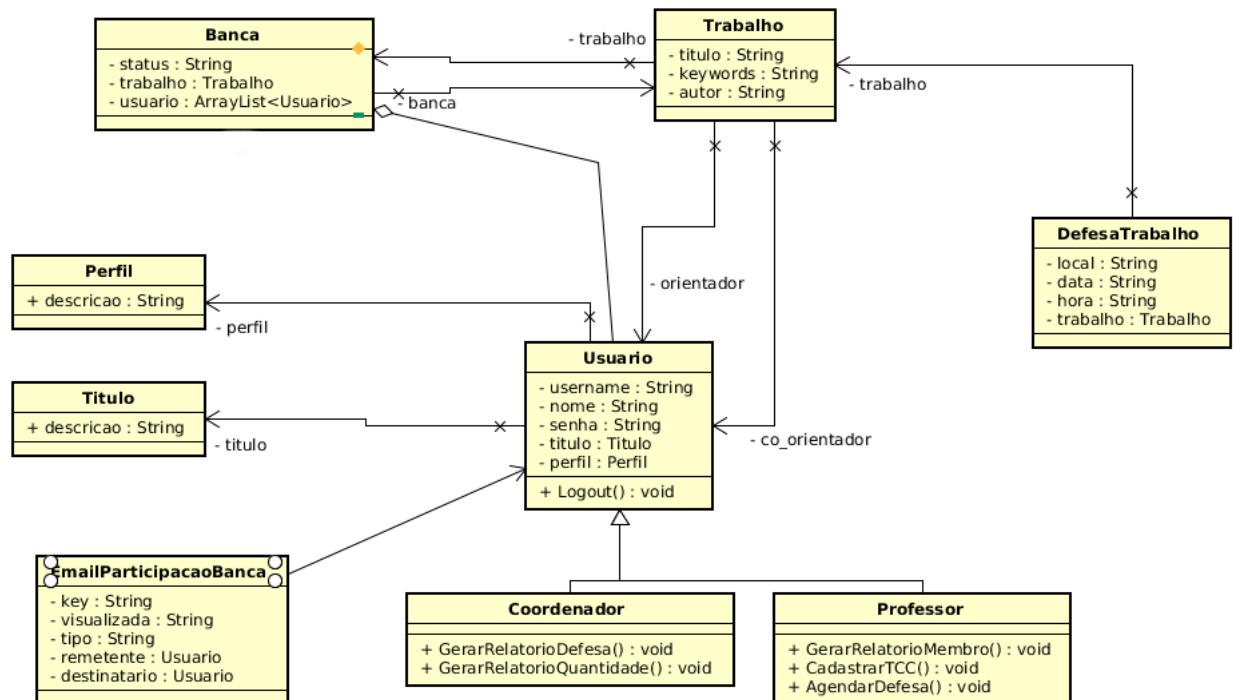 Banca
- status : String
- trabalho : Trabalho
- usuario : ArrayList<Usuario>
- trabalho
- banca
Trabalho
- titulo : String
- keywords : String
- autor : String
- trabalho
DefesaTrabalho
- local : String
- data : String
- hora : String
- trabalho : Trabalho
Perfil
+ descricao : String
- perfil
- orientador
Titulo
+ descricao : String
- titulo
Usuario
- username : String
- nome : String
- senha : String
- titulo : Titulo
- perfil : Perfil
+ Logout() : void
- co_orientador
EmailParticipacaoBanca
- key : String
- visualizada : String
- tipo : String
- remetente : Usuario
- destinatario : Usuario
Coordenador
+ GerarRelatorioDefesa() : void
+ GerarRelatorioQuantidade() : void
Professor
+ GerarRelatorioMembro() : void
+ CadastrarTCC() : void
+ AgendarDefesa() : void